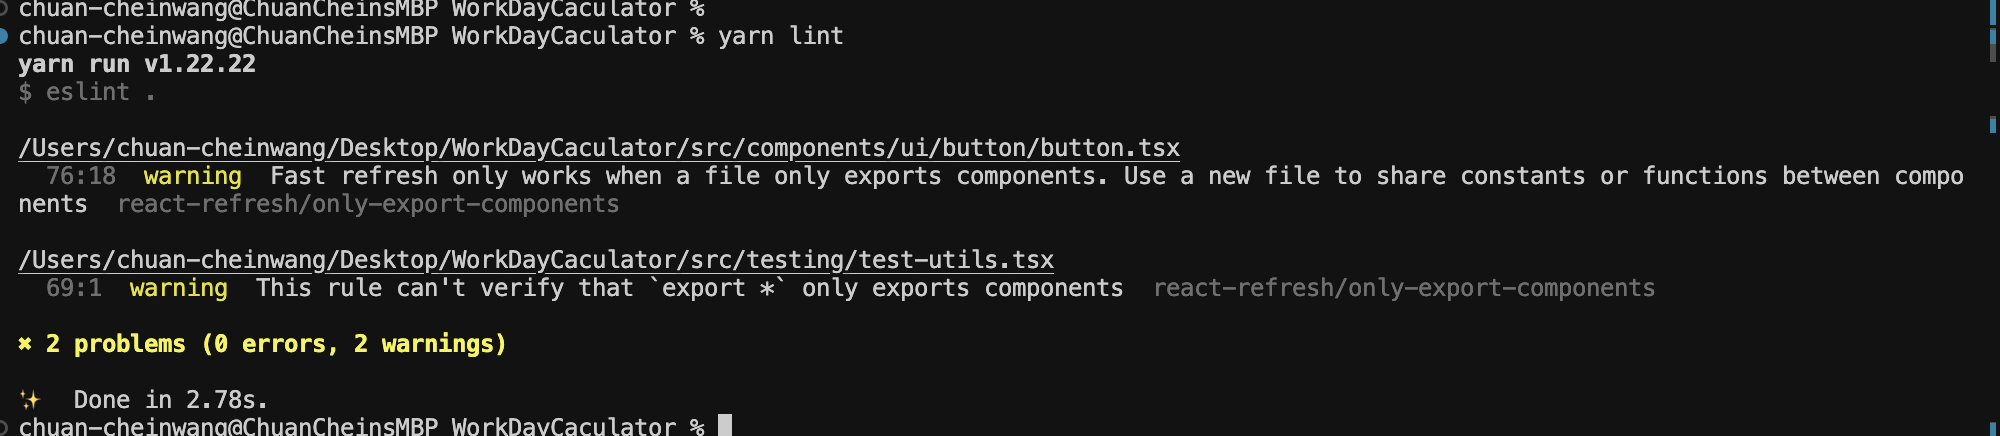 chuan-cheinwang@ChuanCheinsMBP WorkDayCaculator %
chuan-cheinwang@ChuanCheinsMBP WorkDayCaculator % yarn lint
yarn run v1.22.22
$ eslint .
/Users/chuan-cheinwang/Desktop/WorkDayCaculator/src/components/ui/button/button.tsx
76:18 warning Fast refresh only works when a file only exports components. Use a new file to share constants or functions between compo
nents react-refresh/only-export-components
/Users/chuan-cheinwang/Desktop/WorkDayCaculator/src/testing/test-utils.tsx
69:1 warning This rule can't verify that `export *` only exports components react-refresh/only-export-components
✖ 2 problems (0 errors, 2 warnings)
✨ Done in 2.78s.
chuan-cheinwang@ChuanCheinsMBP WorkDayCaculator %